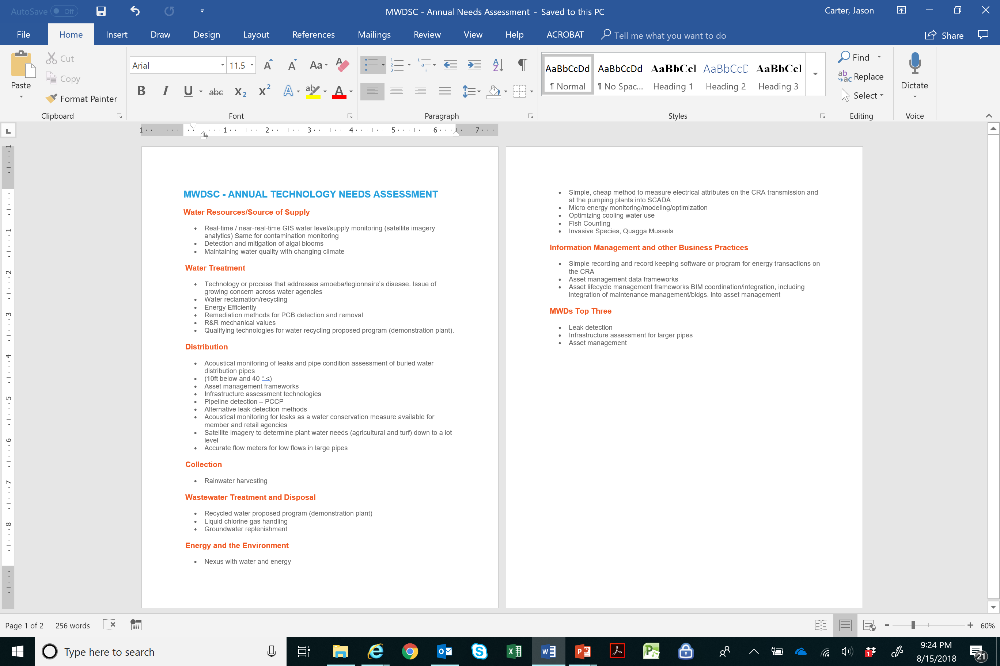 AutoSave Off
MWDSC - Annual Needs Assessment - Saved to this PC
Carter, Jason
File Home Insert Draw Design Layout References Mailings Review View Help ACROBAT Tell me what you want to do Share
Paste
Cut
Copy
Format Painter
Clipboard
Arial 11.5
Font
Paragraph
AaBbCcDd AaBbCcDd AaBbCcI AaBbCcD AaBbCcI
¶ Normal ¶ No Spac... Heading 1 Heading 2 Heading 3
Styles
Find
Replace
Select
Editing
Dictate
Voice
1 1 2 3 4 5 6 7
MWDSC - ANNUAL TECHNOLOGY NEEDS ASSESSMENT
Water Resources/Source of Supply
• Real-time / near-real-time GIS water level/supply monitoring (satellite imagery
analytics) Same for contamination monitoring
• Detection and mitigation of algal blooms
• Maintaining water quality with changing climate
Water Treatment
• Technology or process that addresses amoeba/legionnaire’s disease. Issue of
growing concern across water agencies
• Water reclamation/recycling
• Energy Efficiently
• Remediation methods for PCB detection and removal
• R&R mechanical values
• Qualifying technologies for water recycling proposed program (demonstration plant).
Distribution
• Acoustical monitoring of leaks and pipe condition assessment of buried water
distribution pipes
• (10ft below and 40 “ <)
• Asset management frameworks
• Infrastructure assessment technologies
• Pipeline detection – PCCP
• Alternative leak detection methods
• Acoustical monitoring for leaks as a water conservation measure available for
member and retail agencies
• Satellite imagery to determine plant water needs (agricultural and turf) down to a lot
level
• Accurate flow meters for low flows in large pipes
Collection
• Rainwater harvesting
Wastewater Treatment and Disposal
• Recycled water proposed program (demonstration plant)
• Liquid chlorine gas handling
• Groundwater replenishment
Energy and the Environment
• Nexus with water and energy
• Simple, cheap method to measure electrical attributes on the CRA transmission and
at the pumping plants into SCADA
• Micro energy monitoring/modeling/optimization
• Optimizing cooling water use
• Fish Counting
• Invasive Species, Quagga Mussels
Information Management and other Business Practices
• Simple recording and record keeping software or program for energy transactions on
the CRA
• Asset management data frameworks
• Asset lifecycle management frameworks BIM coordination/integration, including
integration of maintenance management/bldgs. into asset management
MWDs Top Three
• Leak detection
• Infrastructure assessment for larger pipes
• Asset management
Page 1 of 2 256 words
60%
Type here to search
9:24 PM
8/15/2018
21